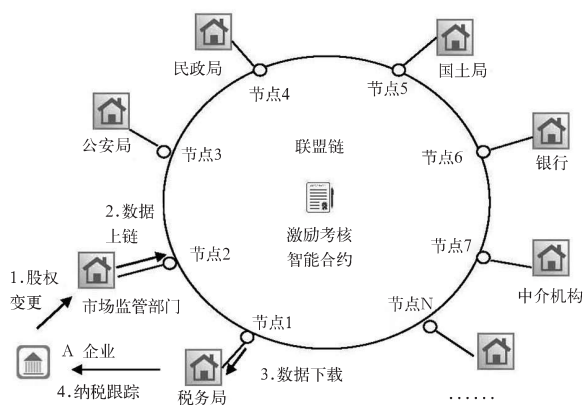 民政局
国土局
节点4
节点5
公安局
节点3
联盟链
节点6
银行
2.数据
上链
激励考核
智能合约
节点2
节点7
1.股权
变更
市场监管部门
中介机构
节点1
节点N
A 企业
3.数据下载
4.纳税跟踪
税务局
......